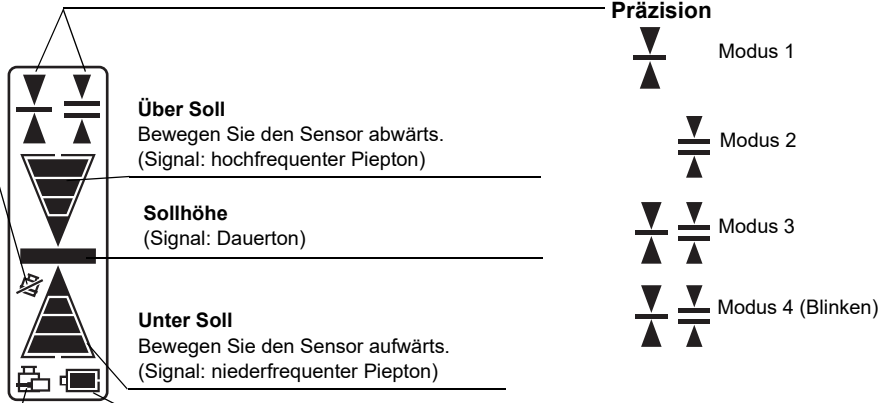 Präzision
Modus 1
Über Soll
Bewegen Sie den Sensor abwärts.
(Signal: hochfrequenter Piepton)
Modus 2
Sollhöhe
(Signal: Dauerton)
Modus 3
Unter Soll
Bewegen Sie den Sensor aufwärts.
(Signal: niederfrequenter Piepton)
Modus 4 (Blinken)